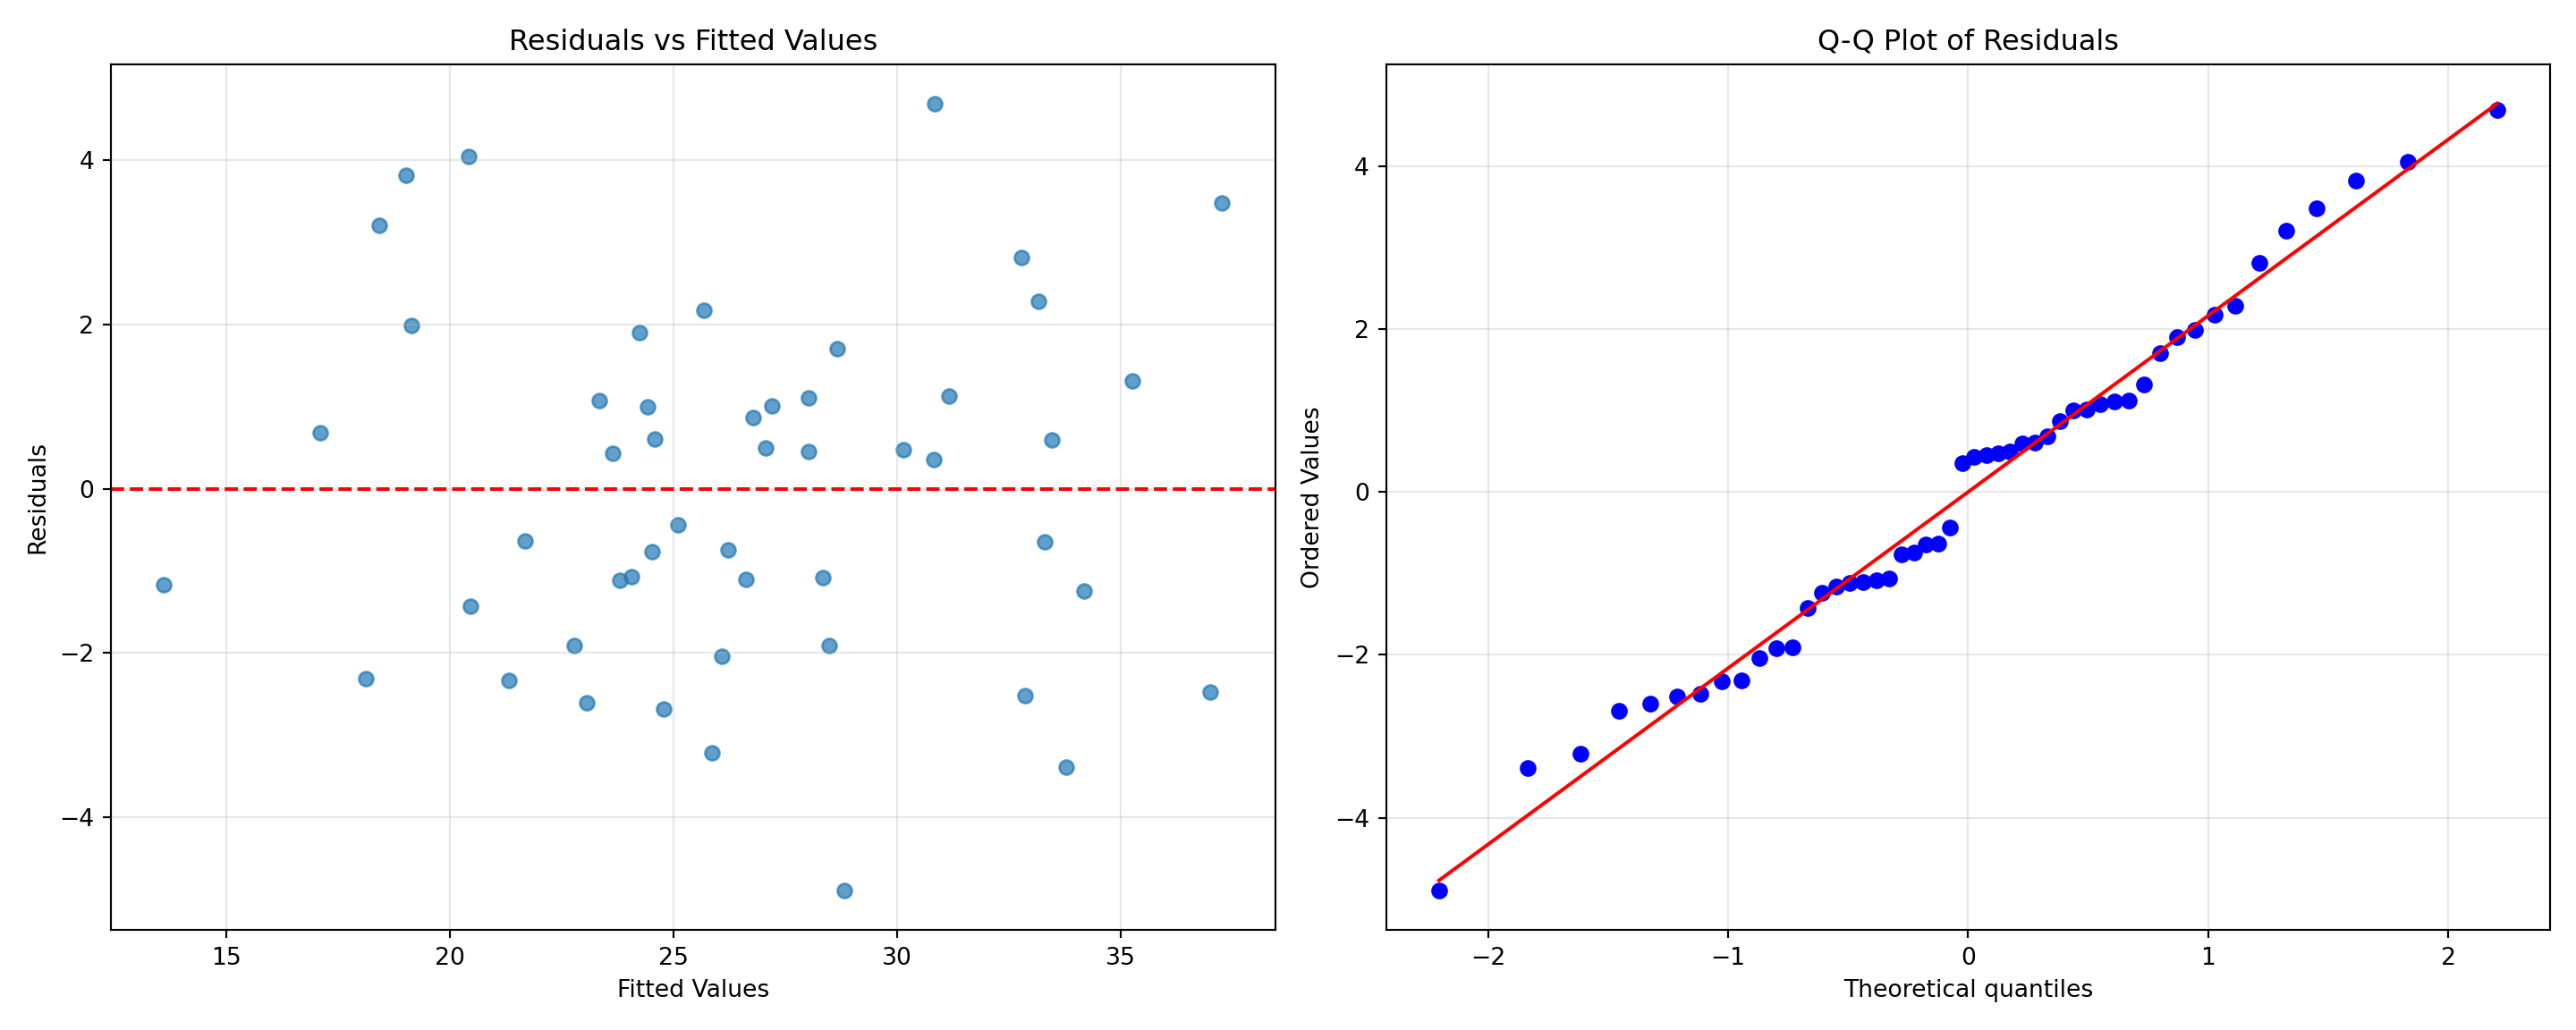 Residuals vs Fitted Values
Residuals
4
2
0
−2
−4
15 20 25 30 35
Fitted Values
Q-Q Plot of Residuals
Ordered Values
4
2
0
−2
−4
−2 −1 0 1 2
Theoretical quantiles